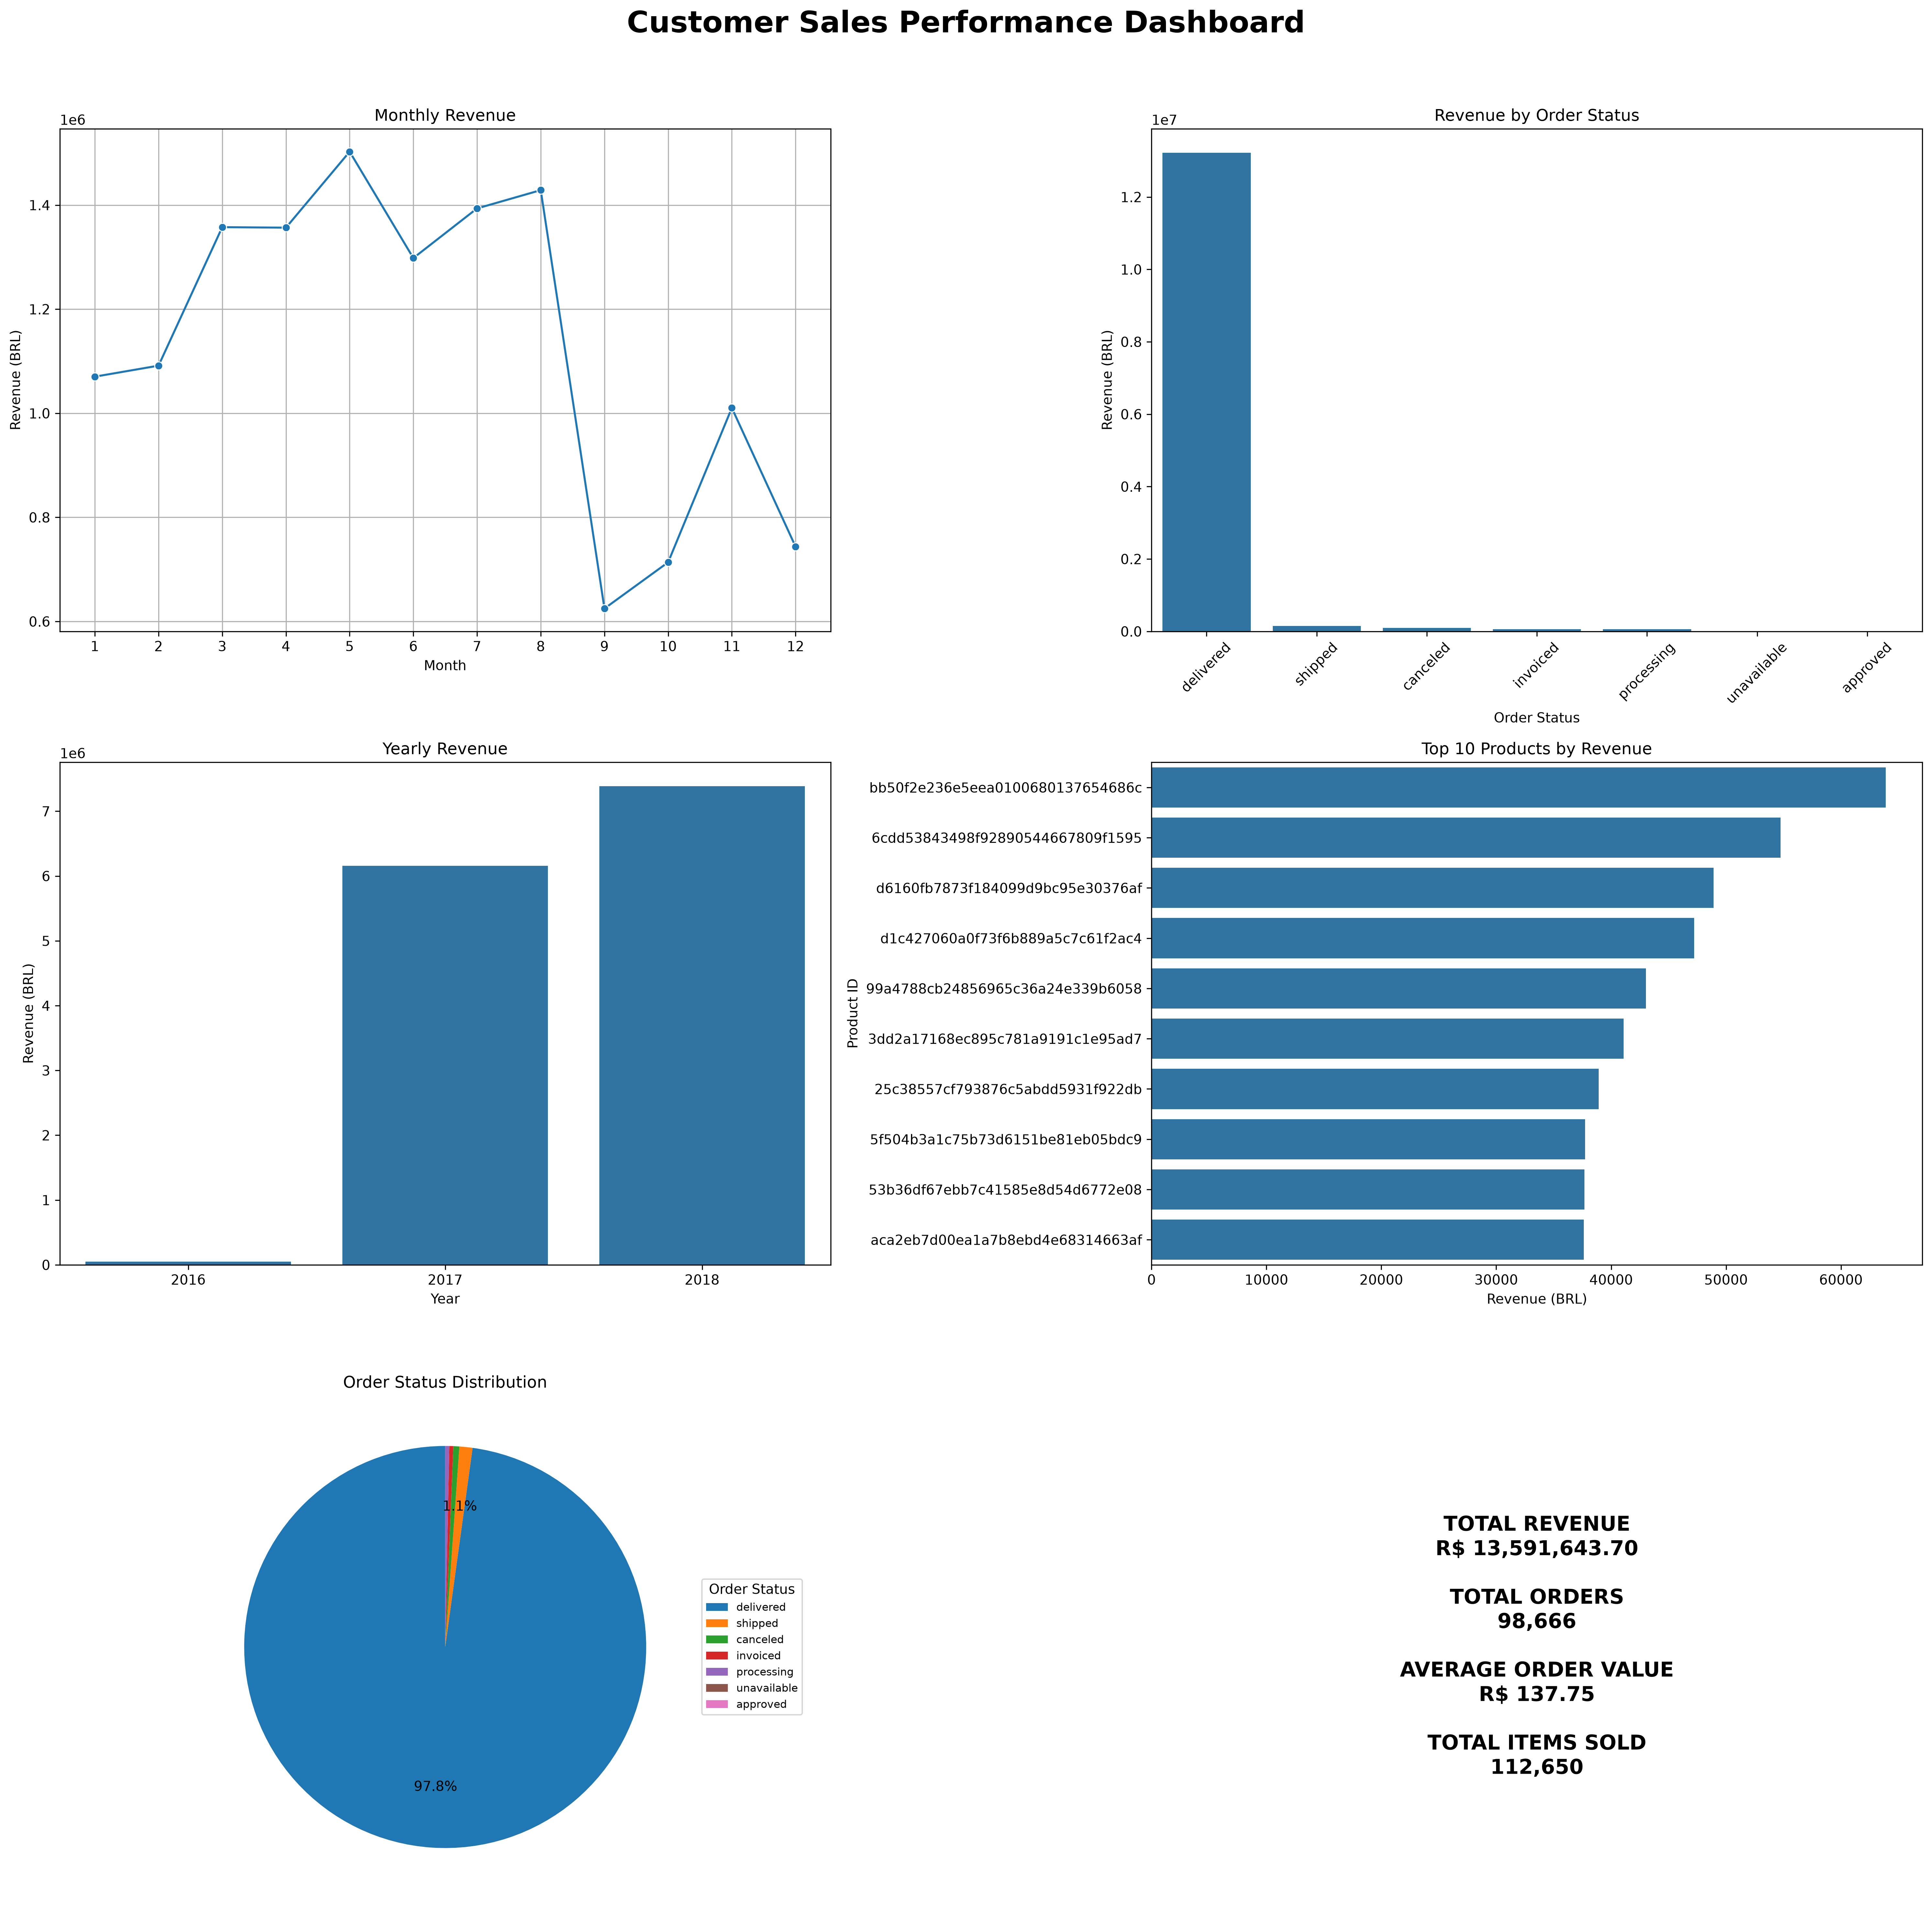 Customer Sales Performance Dashboard
Monthly Revenue
1e6
1.4
1.2
1.0
0.8
0.6
Revenue (BRL)
1 2 3 4 5 6 7 8 9 10 11 12
Month
Revenue by Order Status
1e7
1.2
1.0
0.8
0.6
0.4
0.2
0.0
Revenue (BRL)
delivered
shipped
canceled
invoiced
processing
unavailable
approved
Order Status
Yearly Revenue
1e6
7
6
5
4
3
2
1
0
Revenue (BRL)
2016 2017 2018
Year
Top 10 Products by Revenue
Product ID
bb50f2e236e5eea0100680137654686c
6cdd53843498f92890544667809f1595
d6160fb7873f184099d9bc95e30376af
d1c427060a0f73f6b889a5c7c61f2ac4
99a4788cb24856965c36a24e339b6058
3dd2a17168ec895c781a9191c1e95ad7
25c38557cf793876c5abdd5931f922db
5f504b3a1c75b73d6151be81eb05bdc9
53b36df67ebb7c41585e8d54d6772e08
aca2eb7d00ea1a7b8ebd4e68314663af
0 10000 20000 30000 40000 50000 60000
Revenue (BRL)
Order Status Distribution
1.1%
97.8%
Order Status
delivered
shipped
canceled
invoiced
processing
unavailable
approved
TOTAL REVENUE
R$ 13,591,643.70
TOTAL ORDERS
98,666
AVERAGE ORDER VALUE
R$ 137.75
TOTAL ITEMS SOLD
112,650